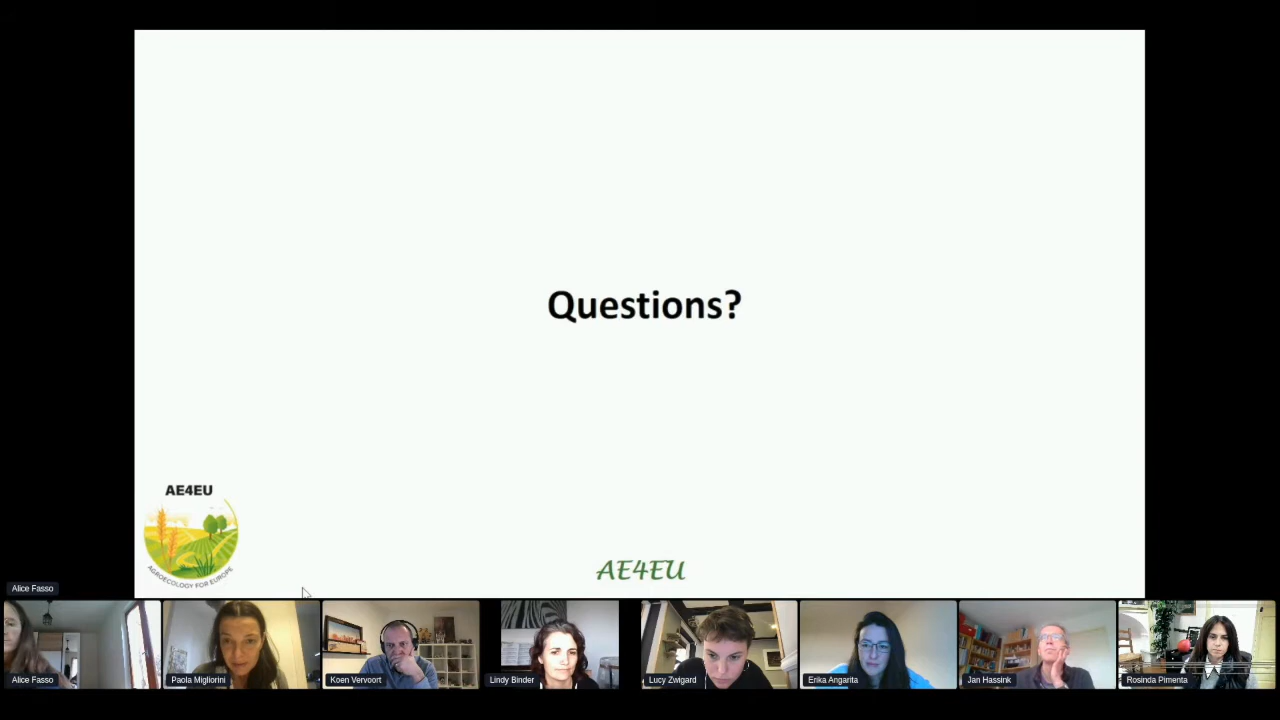 Questions?
AE4EU
AGROECOLOGY FOR EUROPE
AE4EU
Alice Fasso
Alice Fasso
Paola Migliorini
Koen Vervoort
Lindy Binder
Lucy Zwigard
Erika Angarita
Jan Hassink
Rosinda Pimenta